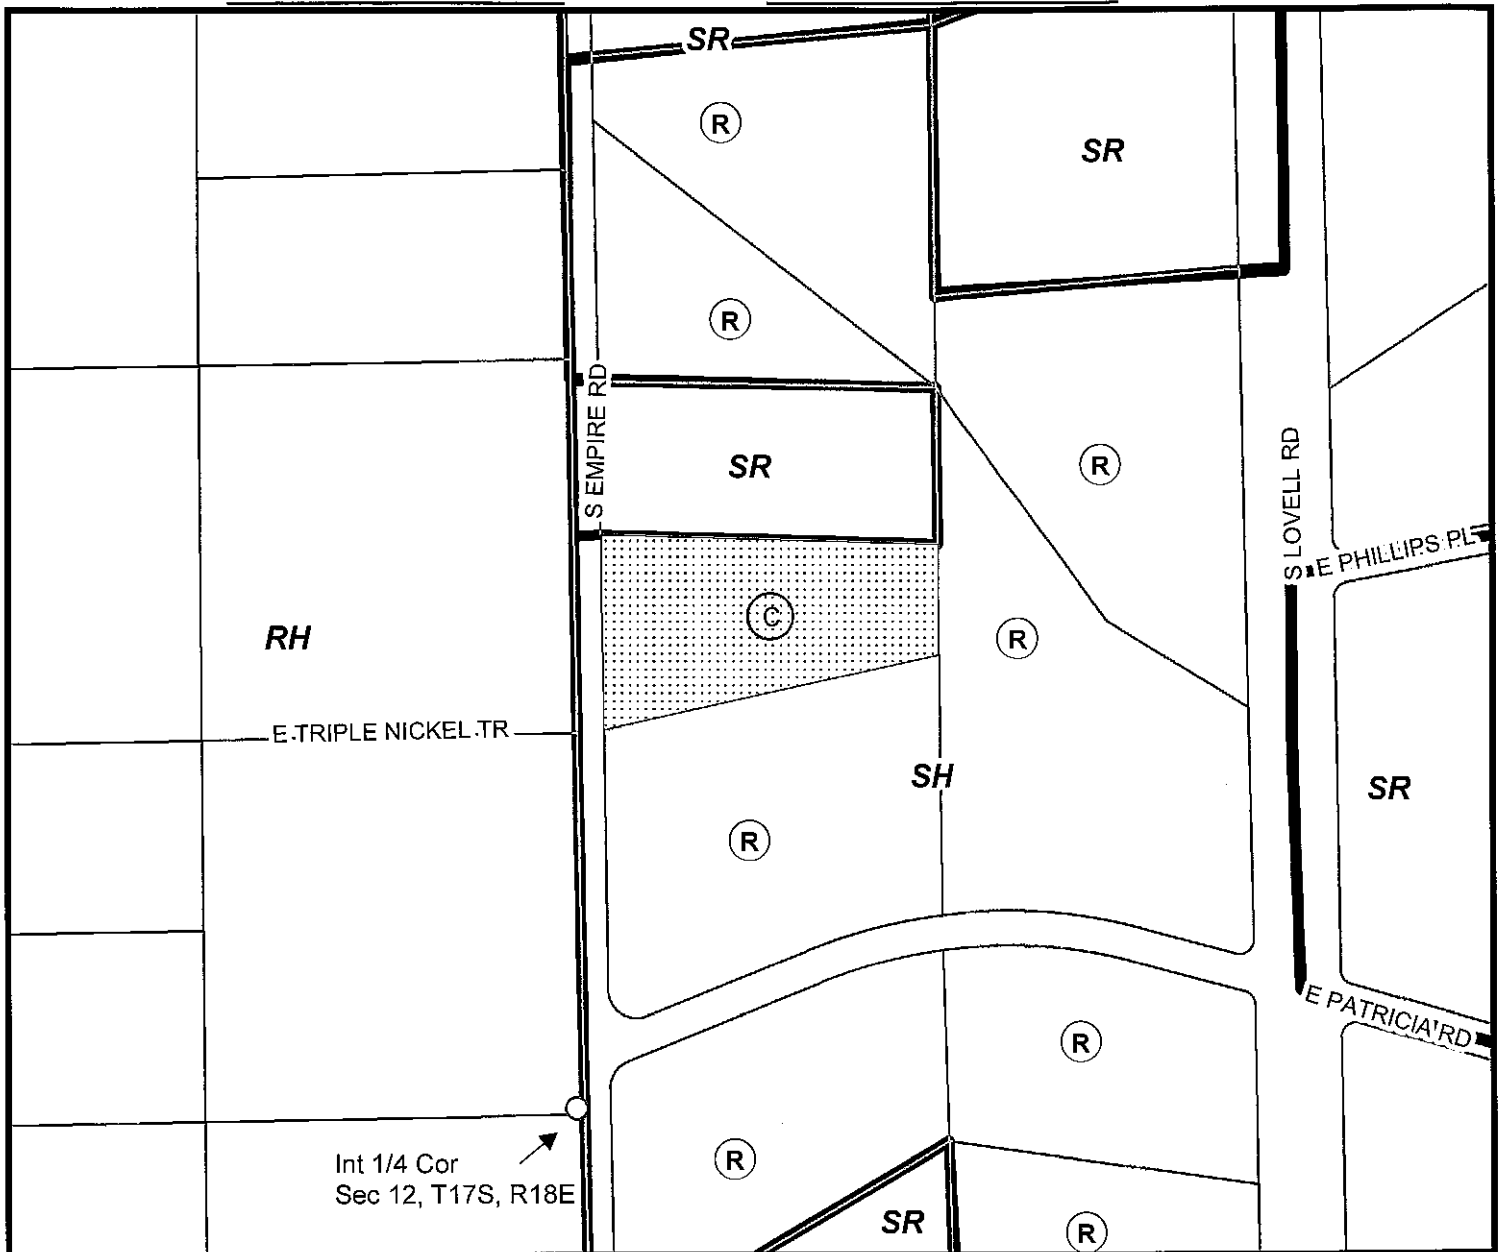 SR
R
SR
R
S EMPIRE RD
SR
R
S LOVELL RD
E PHILLIPS PL
C
RH
R
E TRIPLE NICKEL TR
SH
SR
R
E PATRICIA RD
R
Int 1/4 Cor
Sec 12, T17S, R18E
R
SR
R